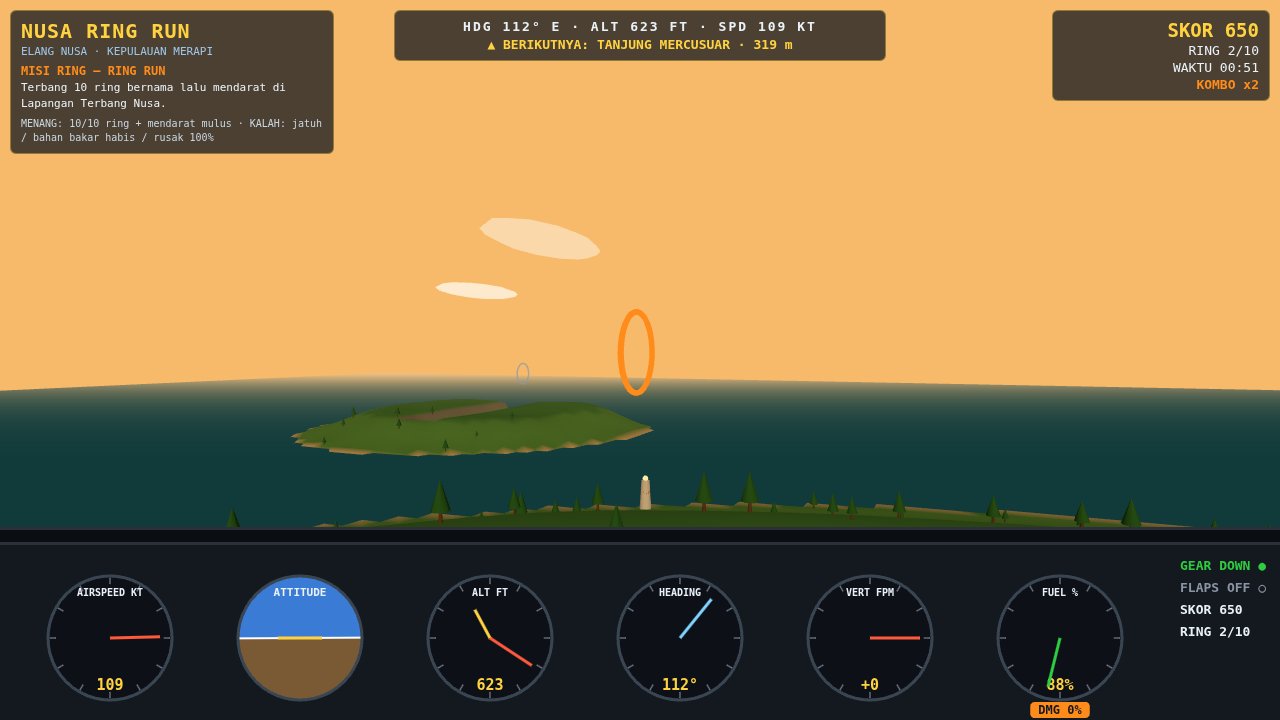 NUSA RING RUN
ELANG NUSA · KEPULAUAN MERAPI
MISI RING — RING RUN
Terbang 10 ring bernama lalu mendarat di
Lapangan Terbang Nusa.
MENANG: 10/10 ring + mendarat mulus · KALAH: jatuh
/ bahan bakar habis / rusak 100%
HDG 112° E · ALT 623 FT · SPD 109 KT
▲ BERIKUTNYA: TANJUNG MERCUSUAR · 319 m
SKOR 650
RING 2/10
WAKTU 00:51
KOMBO x2
AIRSPEED KT
109
ATTITUDE
ALT FT
623
HEADING
112°
VERT FPM
+0
FUEL %
88%
DMG 0%
GEAR DOWN ●
FLAPS OFF ○
SKOR 650
RING 2/10